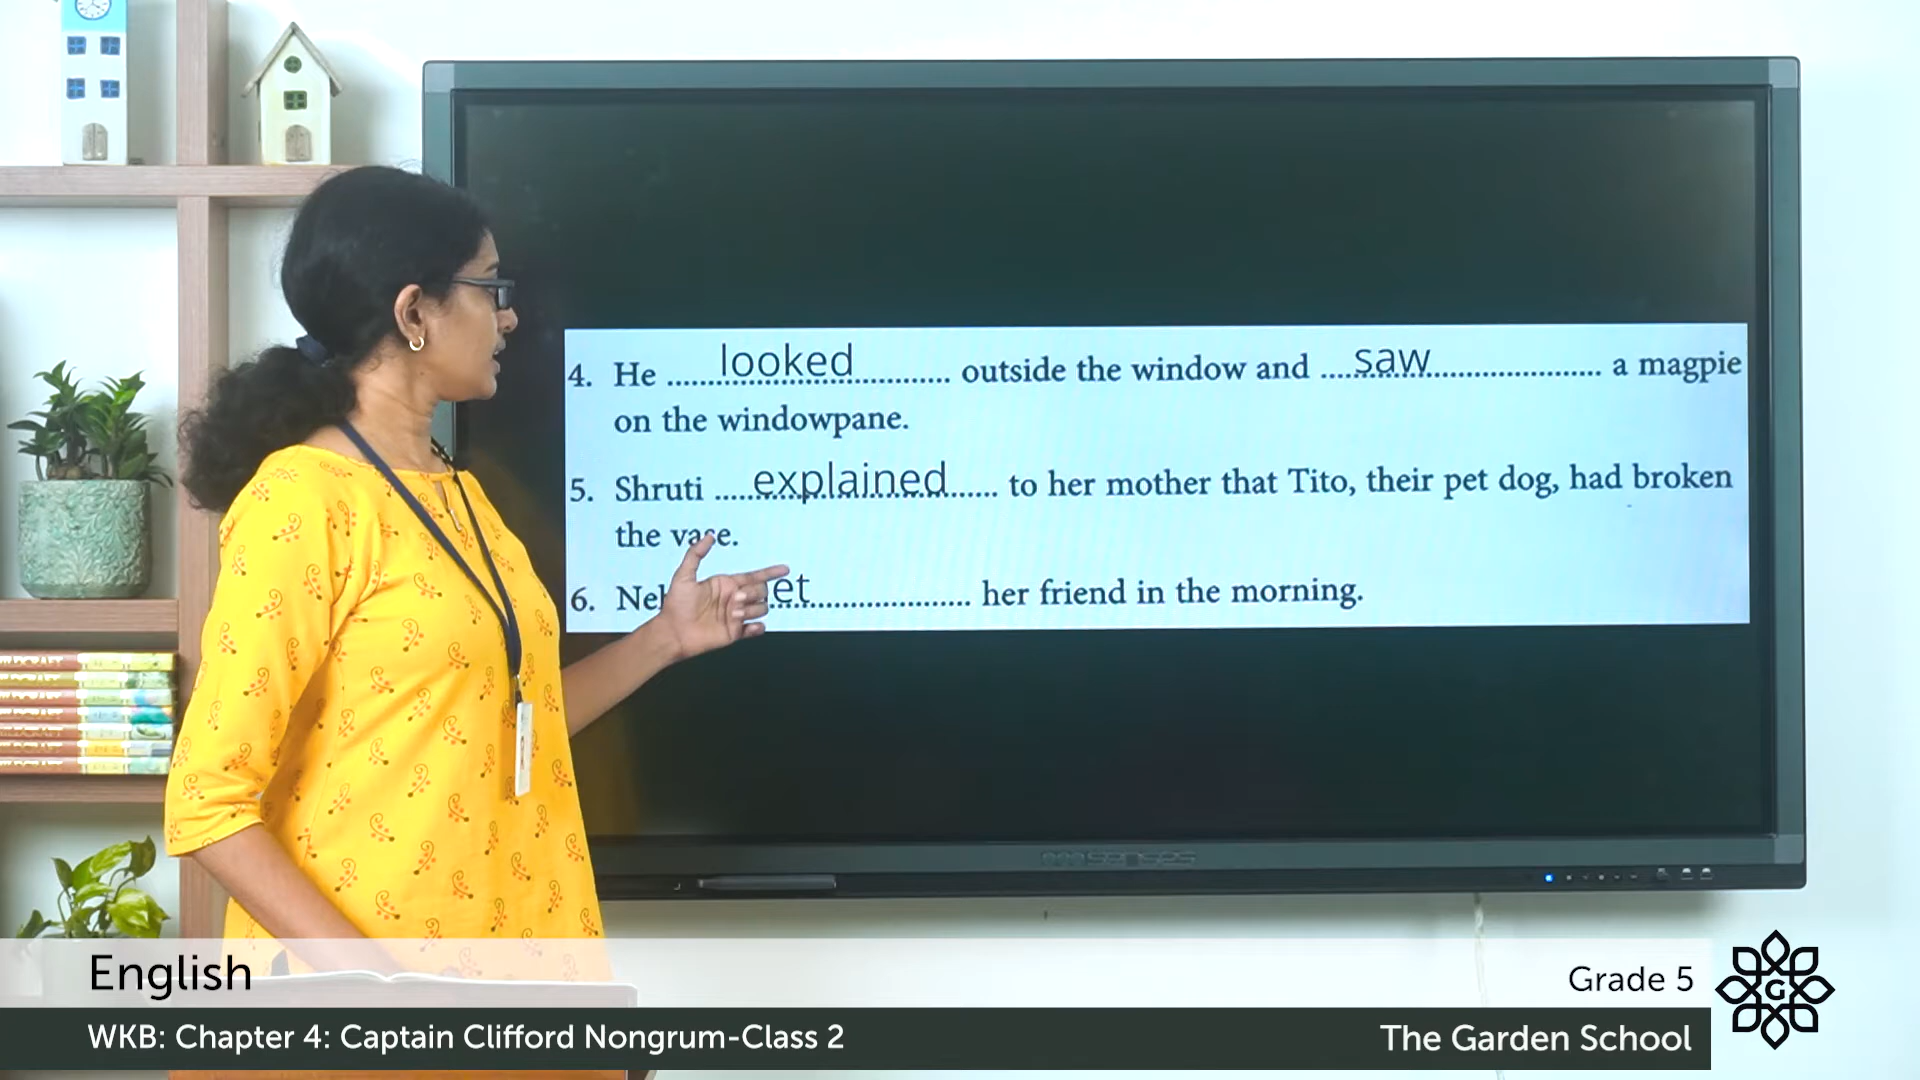 4. He ....looked.... outside the window and ....saw.... a magpie
on the windowpane.
5. Shruti ....explained.... to her mother that Tito, their pet dog, had broken
the vase.
6. .... her friend in the morning.
English
Grade 5
G
WKB: Chapter 4: Captain Clifford Nongrum-Class 2
The Garden School